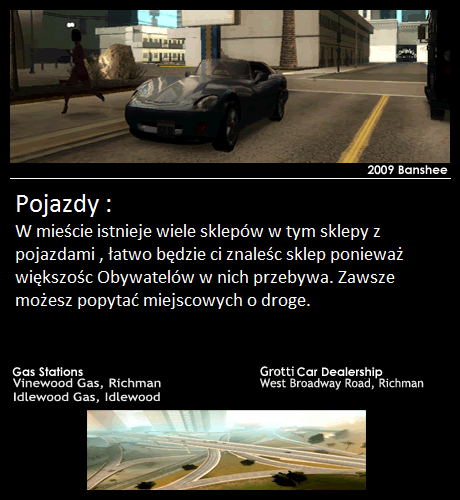 2009 Banshee
Pojazdy :
W mieście istnieje wiele sklepów w tym sklepy z
pojazdami , łatwo będzie ci znaleśc sklep ponieważ
większośc Obywatelów w nich przebywa. Zawsze
możesz popytać miejscowych o droge.
Gas Stations
Vinewood Gas, Richman
Idlewood Gas, Idlewood
Grotti Car Dealership
West Broadway Road, Richman